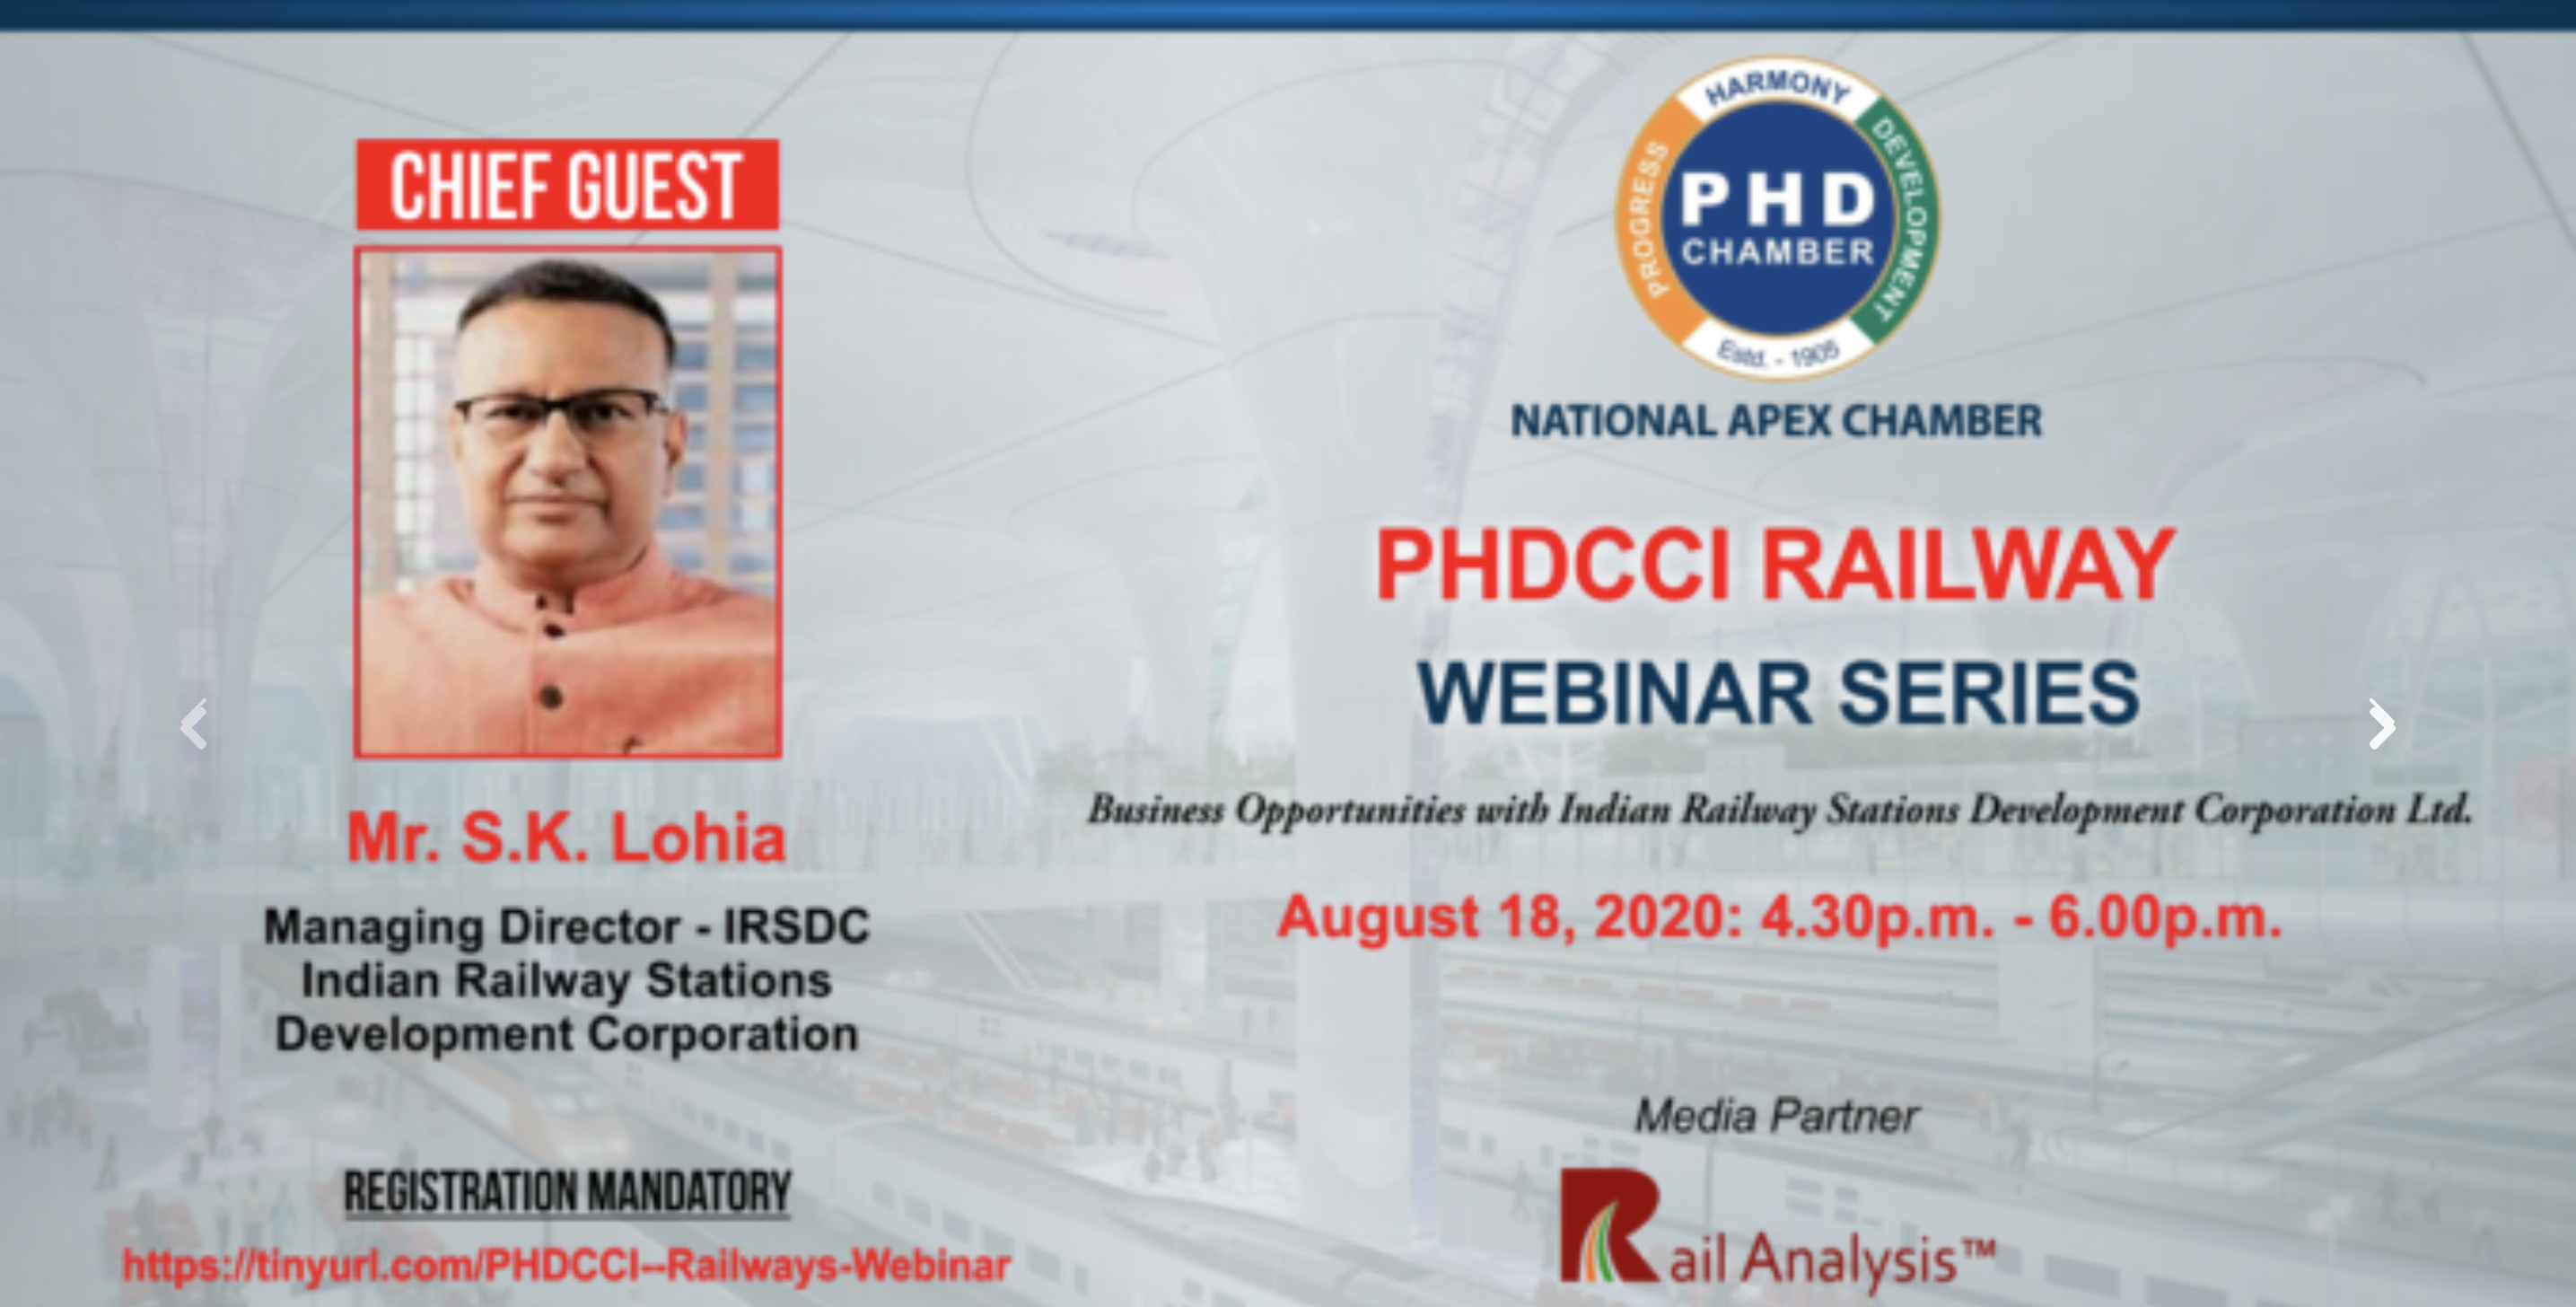 CHIEF GUEST
Mr. S.K. Lohia
Managing Director - IRSDC
Indian Railway Stations
Development Corporation
REGISTRATION MANDATORY
https://tinyurl.com/PHDCCI--Railways-Webinar
HARMONY
PROGRESS
DEVELOPMENT
PHD
CHAMBER
Estd. - 1905
NATIONAL APEX CHAMBER
PHDCCI RAILWAY
WEBINAR SERIES
Business Opportunities with Indian Railway Stations Development Corporation Ltd.
August 18, 2020: 4.30p.m. - 6.00p.m.
Media Partner
Rail Analysis™